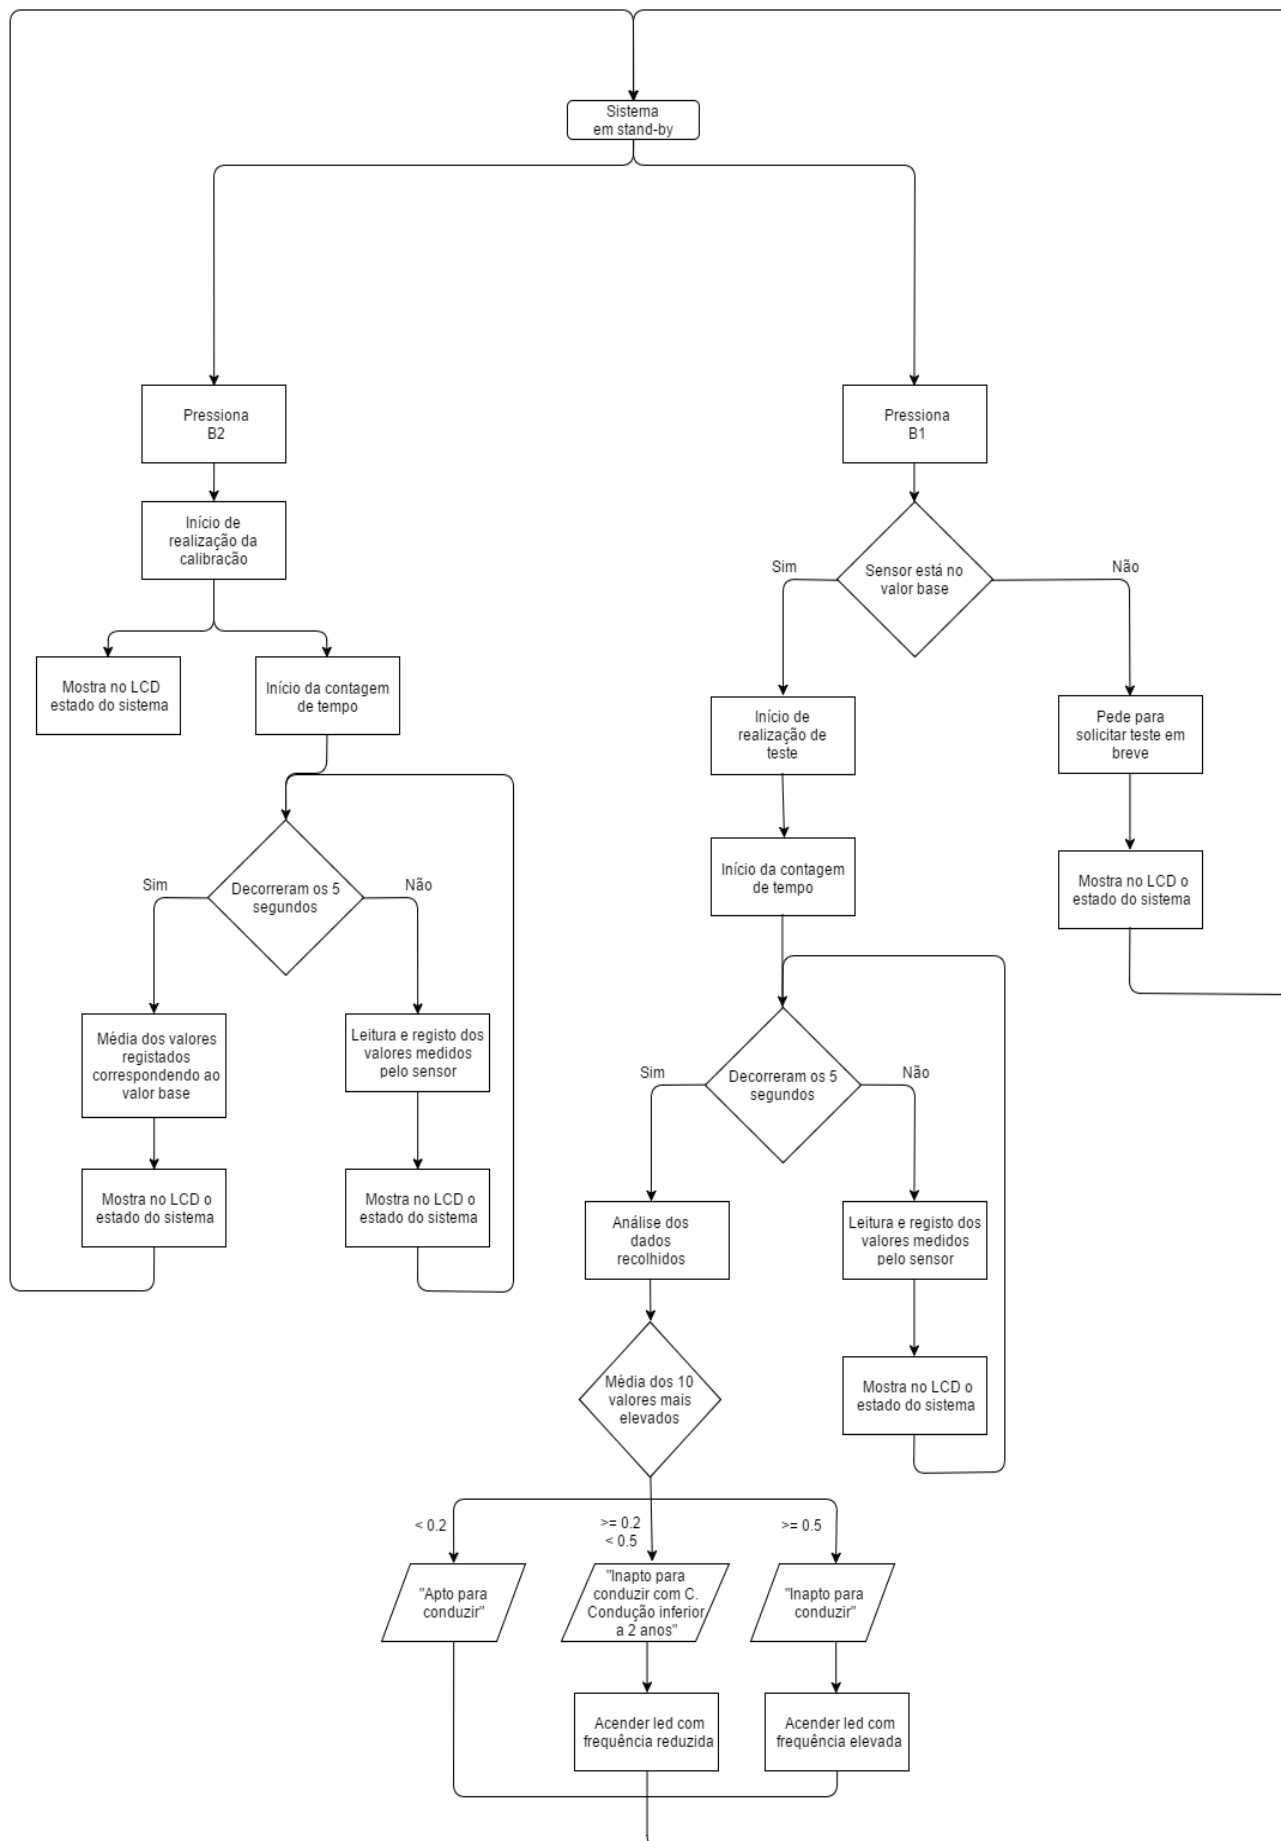 Sistema
em stand-by
Pressiona
B2
Pressiona
B1
Início de
realização da
calibração
Sim
Sensor está no
valor base
Não
Mostra no LCD
estado do sistema
Início da contagem
de tempo
Início de
realização de
teste
Pede para
solicitar teste em
breve
Início da contagem
de tempo
Mostra no LCD o
estado do sistema
Sim
Decorreram os 5
segundos
Não
Média dos valores
registados
correspondendo ao
valor base
Leitura e registo dos
valores medidos
pelo sensor
Sim
Decorreram os 5
segundos
Não
Mostra no LCD o
estado do sistema
Mostra no LCD o
estado do sistema
Análise dos
dados
recolhidos
Leitura e registo dos
valores medidos
pelo sensor
Média dos 10
valores mais
elevados
Mostra no LCD o
estado do sistema
< 0.2
>= 0.2
< 0.5
>= 0.5
"Apto para
conduzir"
"Inapto para
conduzir com C.
Condução inferior
a 2 anos"
"Inapto para
conduzir"
Acender led com
frequência reduzida
Acender led com
frequência elevada